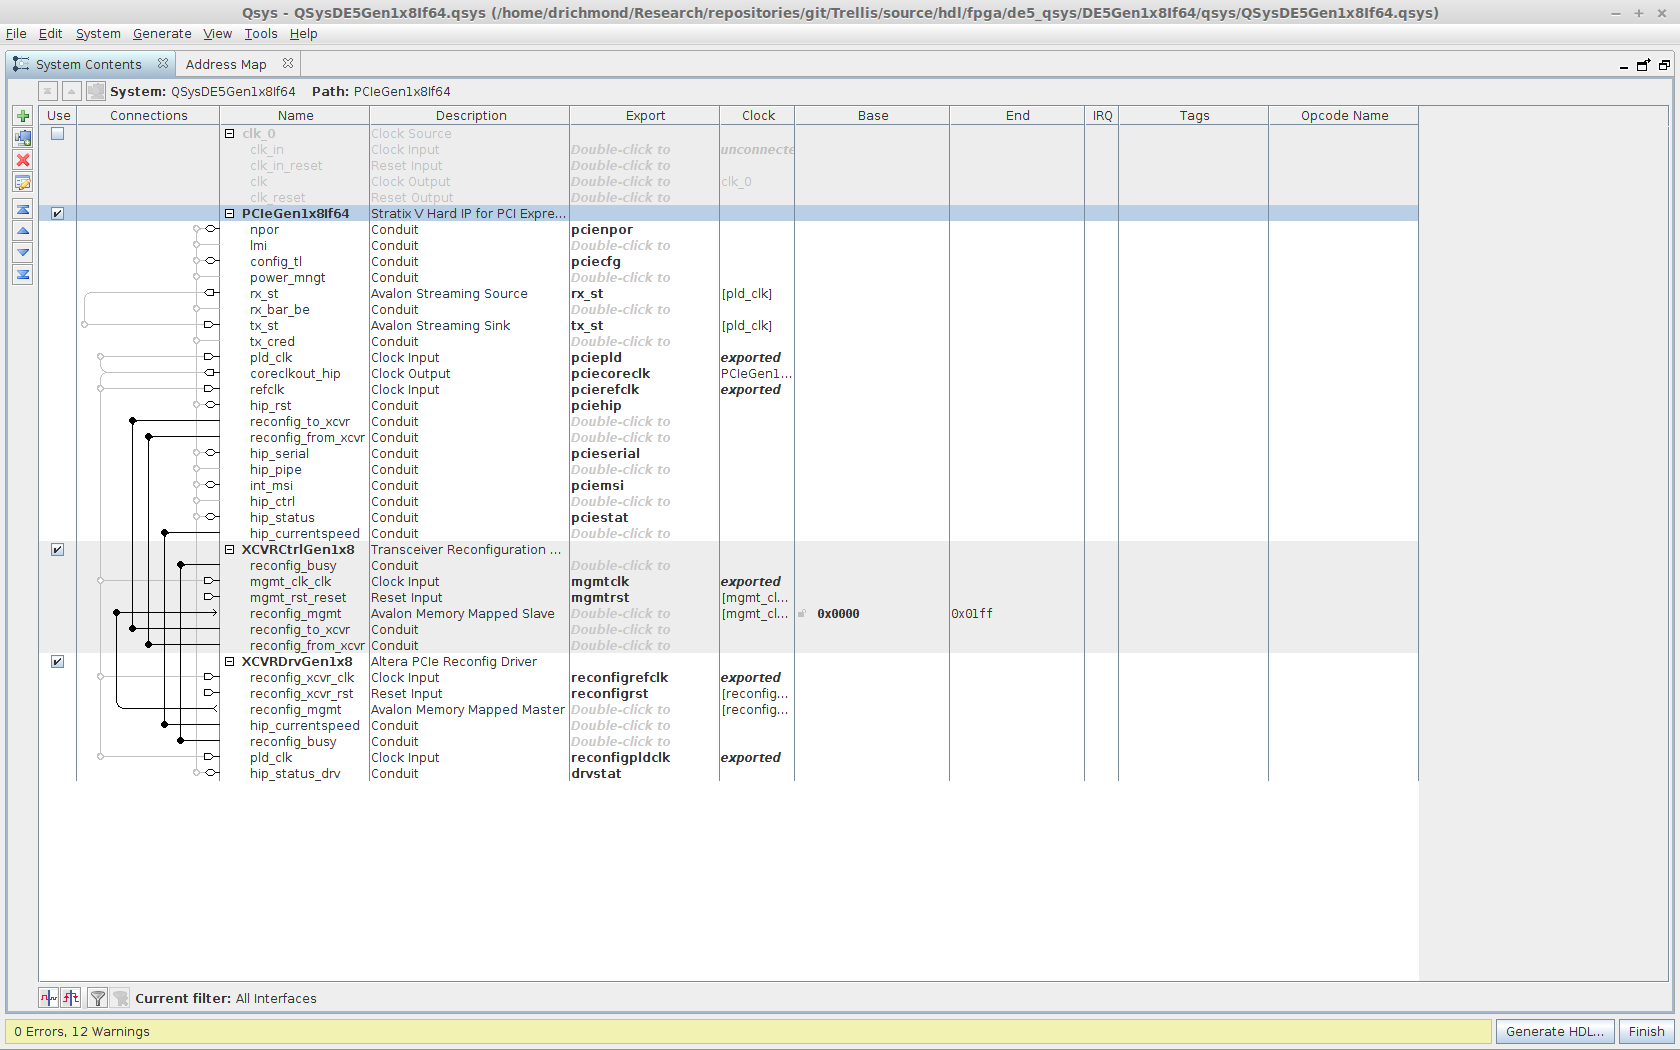 Qsys - QSysDE5Gen1x8If64.qsys (/home/drichmond/Research/repositories/git/Trellis/source/hdl/fpga/de5_qsys/DE5Gen1x8If64/qsys/QSysDE5Gen1x8If64.qsys)
File Edit System Generate View Tools Help
System Contents Address Map
System: QSysDE5Gen1x8If64 Path: PCIeGen1x8If64
Use Connections Name Description Export Clock Base End IRQ Tags Opcode Name
clk_0 Clock Source
clk_in Clock Input Double-click to unconnecte
clk_in_reset Reset Input Double-click to
clk Clock Output Double-click to clk_0
clk_reset Reset Output Double-click to
PCIeGen1x8If64 Stratix V Hard IP for PCI Expre...
npor Conduit pcienpor
lmi Conduit Double-click to
config_tl Conduit pciecfg
power_mngt Conduit Double-click to
rx_st Avalon Streaming Source rx_st [pld_clk]
rx_bar_be Conduit Double-click to
tx_st Avalon Streaming Sink tx_st [pld_clk]
tx_cred Conduit Double-click to
pld_clk Clock Input pciepld exported
coreclkout_hip Clock Output pciecoreclk PCIeGen1...
refclk Clock Input pcierefclk exported
hip_rst Conduit pciehip
reconfig_to_xcvr Conduit Double-click to
reconfig_from_xcvr Conduit Double-click to
hip_serial Conduit pcieserial
hip_pipe Conduit Double-click to
int_msi Conduit pciemsi
hip_ctrl Conduit Double-click to
hip_status Conduit pciestat
hip_currentspeed Conduit Double-click to
XCVRCtrlGen1x8 Transceiver Reconfiguration ...
reconfig_busy Conduit Double-click to
mgmt_clk_clk Clock Input mgmtclk exported
mgmt_rst_reset Reset Input mgmtrst [mgmt_cl...
reconfig_mgmt Avalon Memory Mapped Slave Double-click to [mgmt_cl... 0x0000 0x01ff
reconfig_to_xcvr Conduit Double-click to
reconfig_from_xcvr Conduit Double-click to
XCVRDrvGen1x8 Altera PCIe Reconfig Driver
reconfig_xcvr_clk Clock Input reconfigrefclk exported
reconfig_xcvr_rst Reset Input reconfigrst [reconfig...
reconfig_mgmt Avalon Memory Mapped Master Double-click to [reconfig...
hip_currentspeed Conduit Double-click to
reconfig_busy Conduit Double-click to
pld_clk Clock Input reconfigpldclk exported
hip_status_drv Conduit drvstat
Current filter: All Interfaces
0 Errors, 12 Warnings Generate HDL... Finish